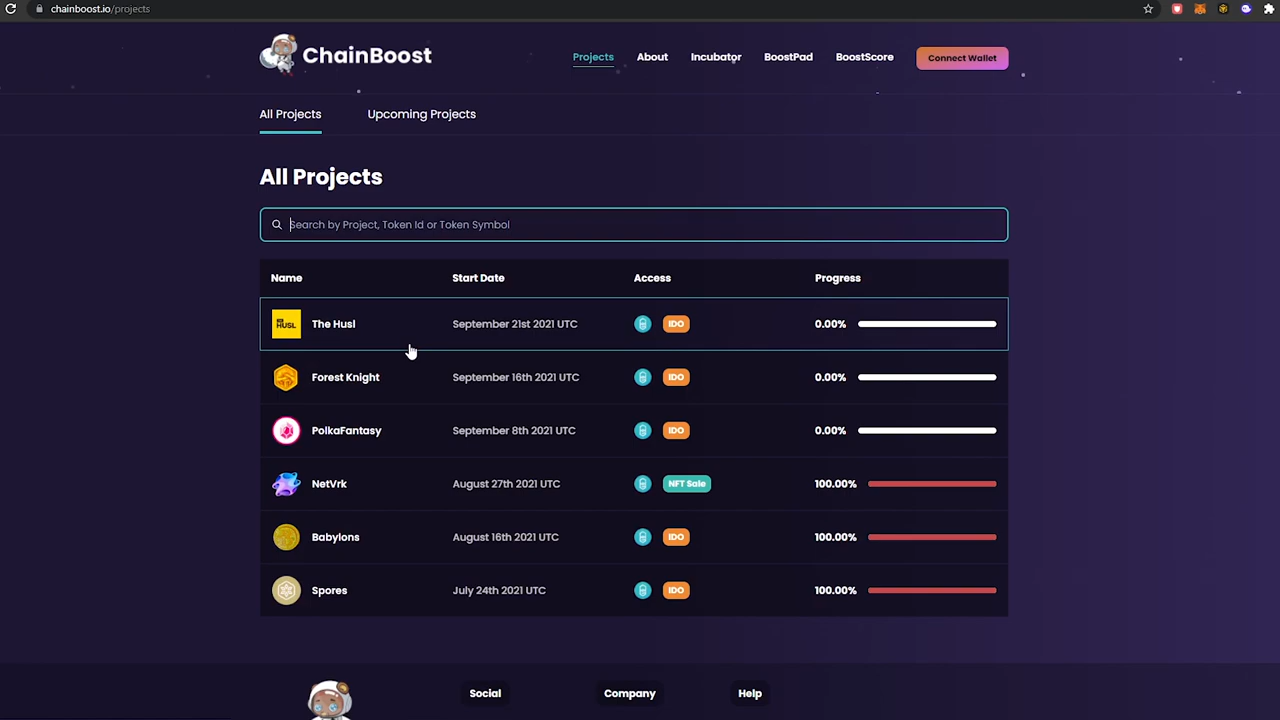 chainboost.io/projects
ChainBoost
Projects About Incubator BoostPad BoostScore Connect Wallet
All Projects Upcoming Projects
All Projects
Search by Project, Token Id or Token Symbol
Name Start Date Access Progress
HUSL The Husl September 21st 2021 UTC IDO 0.00%
Forest Knight September 16th 2021 UTC IDO 0.00%
PolkaFantasy September 8th 2021 UTC IDO 0.00%
NetVrk August 27th 2021 UTC NFT Sale 100.00%
Babylons August 16th 2021 UTC IDO 100.00%
Spores July 24th 2021 UTC IDO 100.00%
Social Company Help